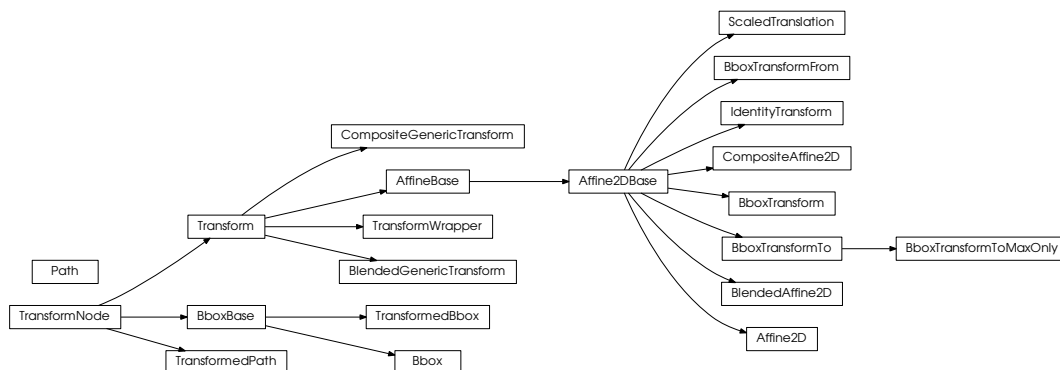 ScaledTranslation
BboxTransformFrom
IdentityTransform
CompositeGenericTransform
CompositeAffine2D
AffineBase
Affine2DBase
BboxTransform
Transform
TransformWrapper
BboxTransformTo
BboxTransformToMaxOnly
Path
BlendedGenericTransform
BlendedAffine2D
TransformNode
BboxBase
TransformedBbox
Affine2D
TransformedPath
Bbox